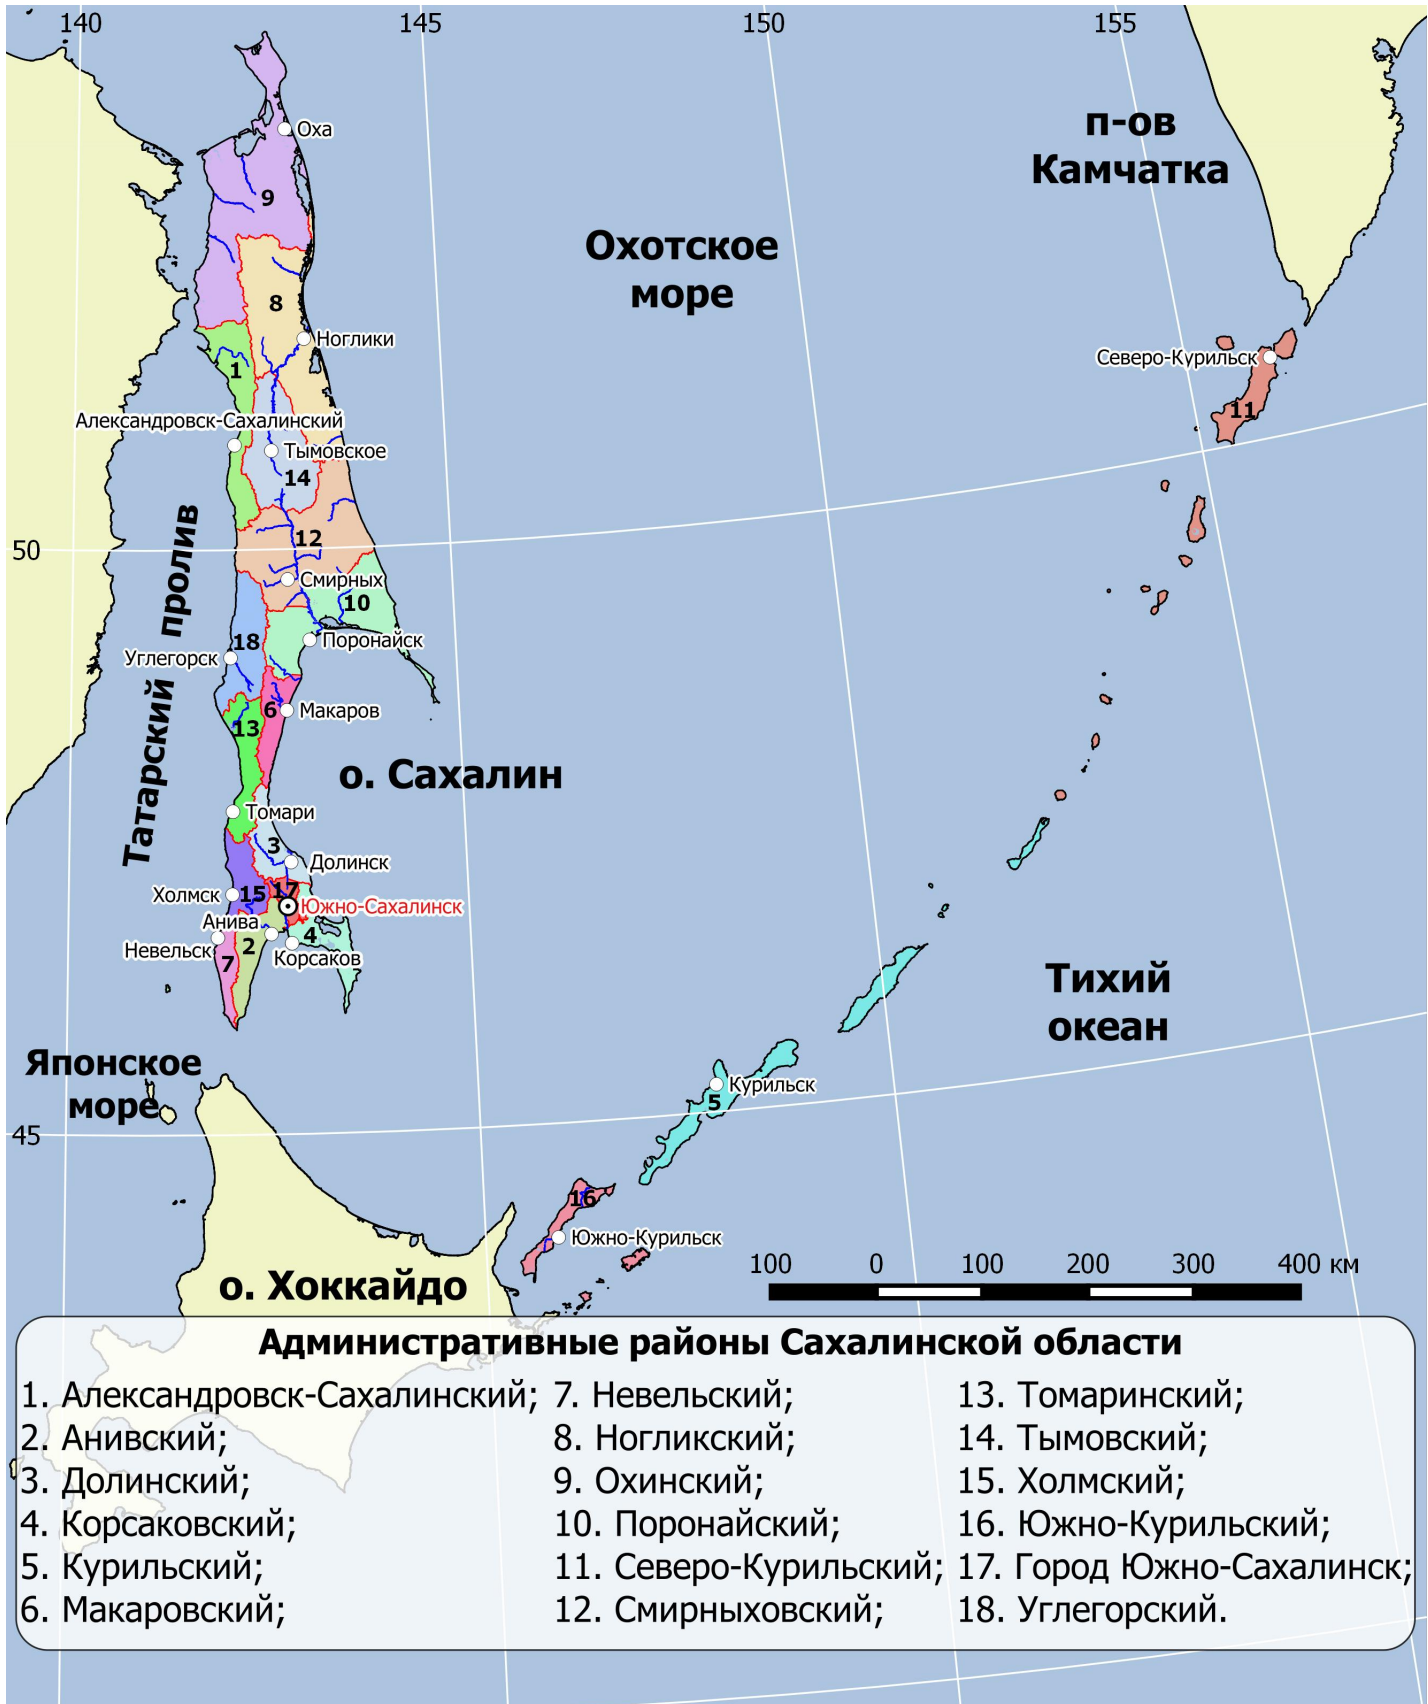 140
145
150
155
п-ов
Камчатка
Оха
9
Охотское
море
8
Ноглики
Северо-Курильск
1
11
Александровск-Сахалинский
Тымовское
14
12
50
Татарский пролив
Смирных
10
18
Поронайск
Углегорск
6
Макаров
13
о. Сахалин
Томари
3
Долинск
Холмск
15
17
Южно-Сахалинск
Анива
4
2
Невельск
Корсаков
7
Тихий
океан
Японское
море
Курильск
5
45
16
Южно-Курильск
о. Хоккайдо
100 0 100 200 300 400 км
Административные районы Сахалинской области
1. Александровск-Сахалинский;
2. Анивский;
3. Долинский;
4. Корсаковский;
5. Курильский;
6. Макаровский;
7. Невельский;
8. Ногликский;
9. Охинский;
10. Поронайский;
11. Северо-Курильский;
12. Смирныховский;
13. Томаринский;
14. Тымовский;
15. Холмский;
16. Южно-Курильский;
17. Город Южно-Сахалинск;
18. Углегорский.